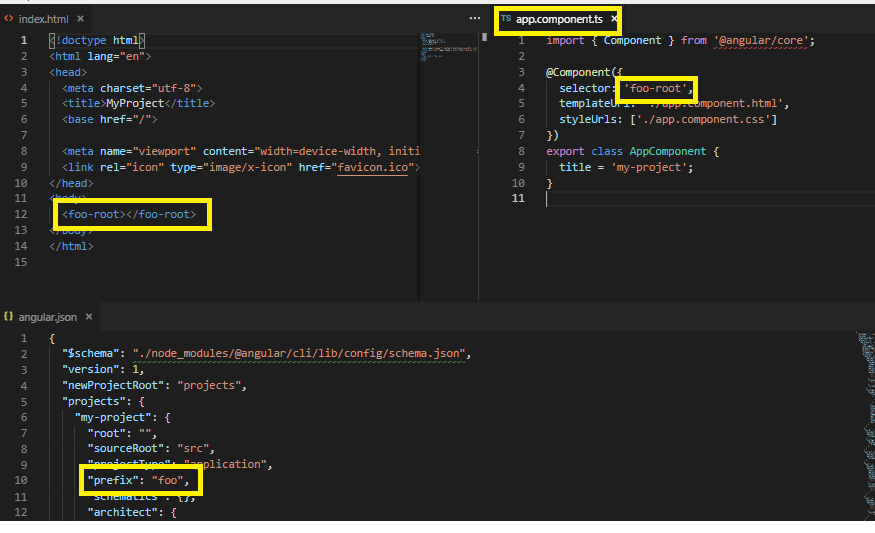 index.html ×
1 <!doctype html>
2 <html lang="en">
3 <head>
4 <meta charset="utf-8">
5 <title>MyProject</title>
6 <base href="/">
7
8 <meta name="viewport" content="width=device-width, initi
9 <link rel="icon" type="image/x-icon" href="favicon.ico">
10 </head>
11 <body>
12 <foo-root></foo-root>
13 </body>
14 </html>
15
TS app.component.ts ×
1 import { Component } from '@angular/core';
2
3 @Component({
4 selector: 'foo-root',
5 templateUrl: './app.component.html',
6 styleUrls: ['./app.component.css']
7 })
8 export class AppComponent {
9 title = 'my-project';
10 }
11
{} angular.json ×
1 {
2 "$schema": "./node_modules/@angular/cli/lib/config/schema.json",
3 "version": 1,
4 "newProjectRoot": "projects",
5 "projects": {
6 "my-project": {
7 "root": "",
8 "sourceRoot": "src",
9 "projectType": "application",
10 "prefix": "foo",
11 "schematics": {},
12 "architect": {